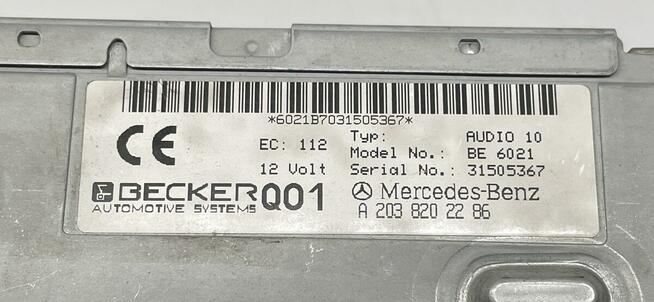 *6021B7031505367*
CE EC: 112 Typ: AUDIO 10
Model No.: BE 6021
12 Volt Serial No.: 31505367
BECKER Q01 Mercedes-Benz
AUTOMOTIVE SYSTEMS A 203 820 22 86